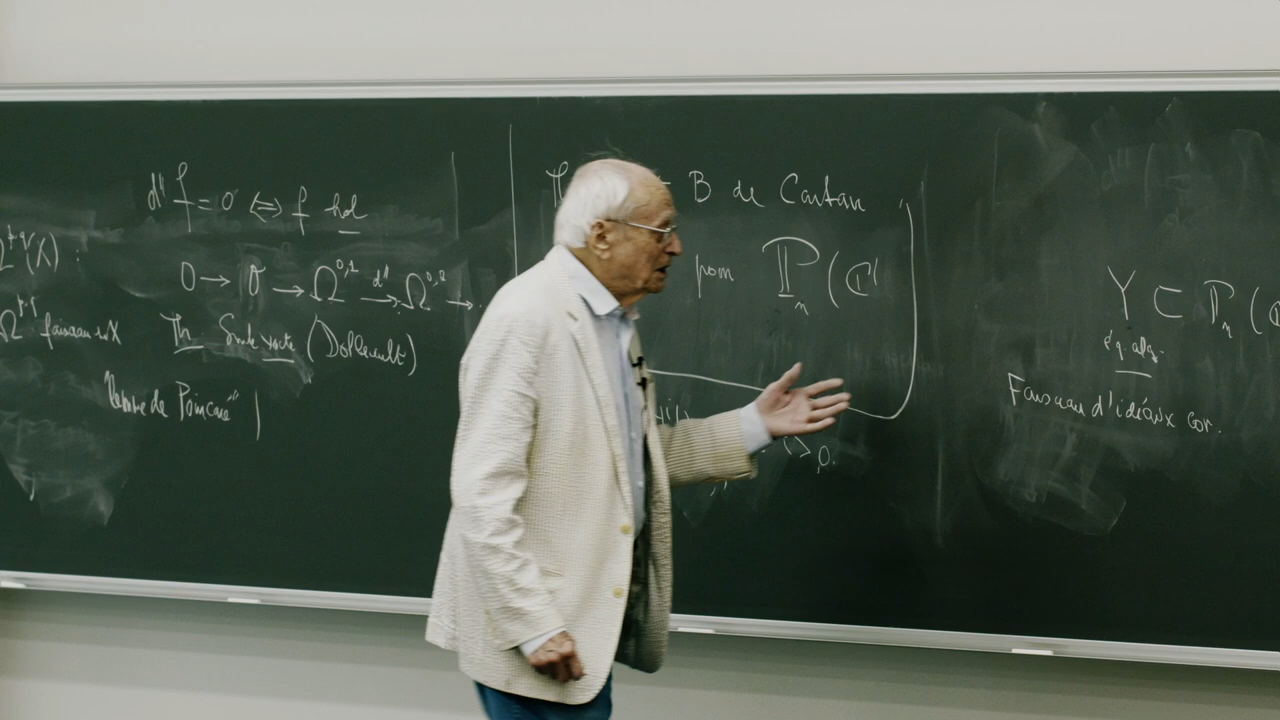 d'' f = 0 ⇔ f hol
0 → 𝒪 → Ω^{0,1} d''→ Ω^{0,2} →
faisceau sur X
Th Suite exacte (Dolbeault)
"lemme de Poincaré"
B de Cartan
pour ℙ_n(ℂ)
> 0.
Y ⊂ ℙ_n(
éq alg.
Faisceau d'idéaux cor.